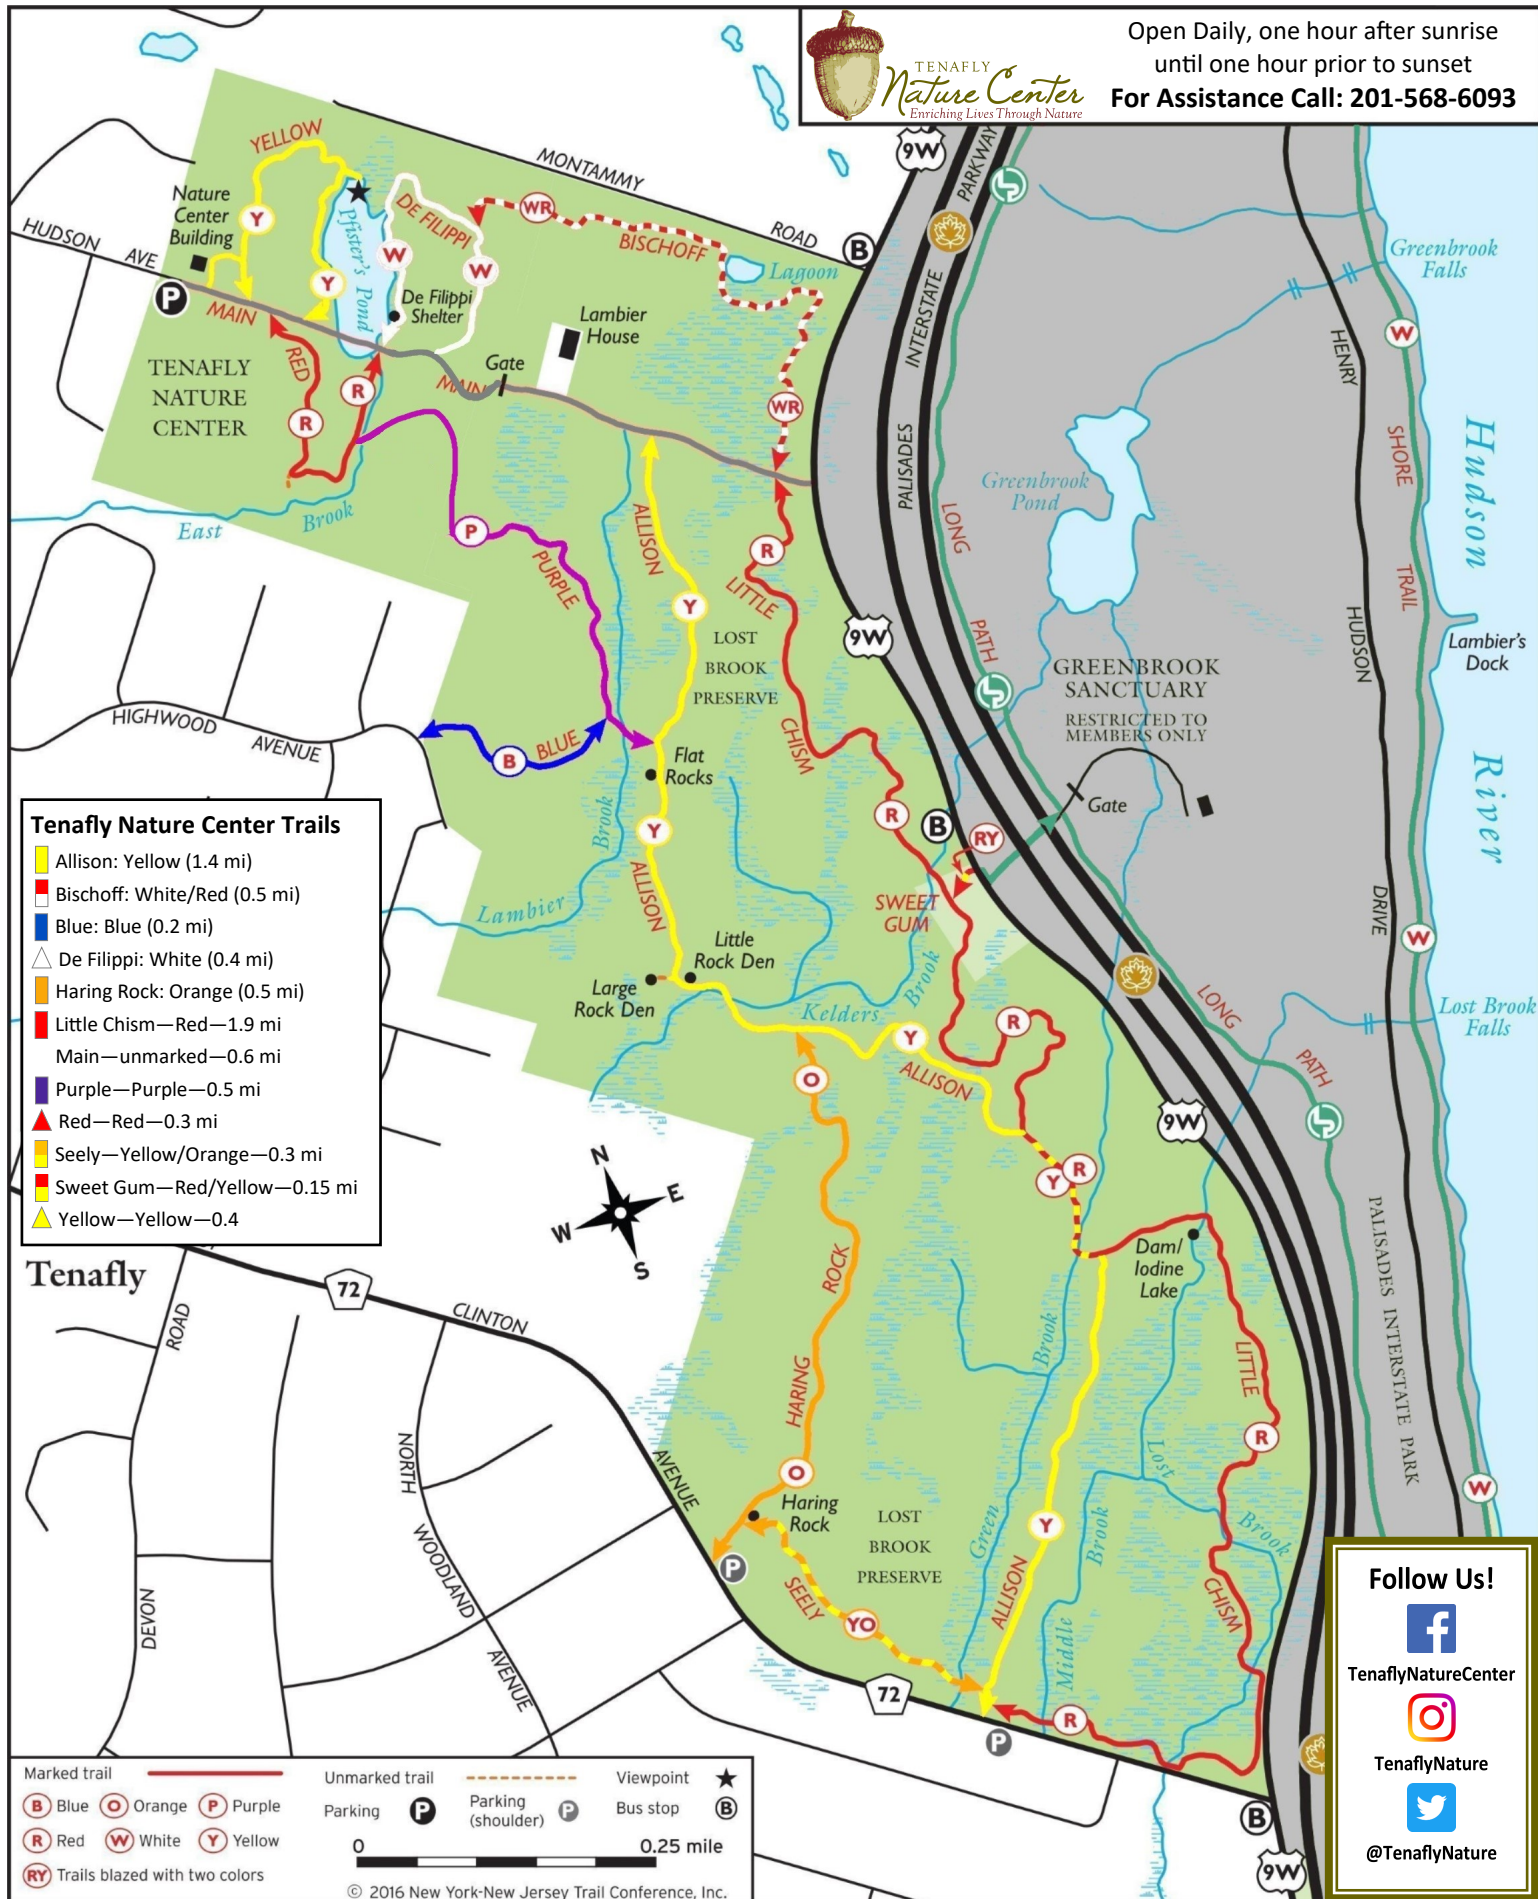 TENAFLY
Nature Center
Enriching Lives Through Nature
Open Daily, one hour after sunrise
until one hour prior to sunset
For Assistance Call: 201-568-6093
9W
PARKWAY
YELLOW
MONTAMMY
ROAD
B
Nature
Center
Building
Y
DE FILIPPI
WR
BISCHOFF
Lagoon
HUDSON
AVE
P
MAIN
Pfister's Pond
W
W
Y
De Filippi
Shelter
Lambier
House
Greenbrook
Falls
INTERSTATE
W
HENRY
TENAFLY
NATURE
CENTER
RED
R
R
MAIN
Gate
WR
PALISADES
SHORE
Hudson
Greenbrook
Pond
East
Brook
P
PURPLE
ALLISON
R
LITTLE
LONG
TRAIL
Y
9W
PATH
HUDSON
Lambier's
Dock
LOST
BROOK
PRESERVE
GREENBROOK
SANCTUARY
RESTRICTED TO
MEMBERS ONLY
HIGHWOOD
AVENUE
B
BLUE
CHISM
Flat
Rocks
River
R
B
RY
Gate
Tenafly Nature Center Trails
Allison: Yellow (1.4 mi)
Bischoff: White/Red (0.5 mi)
Blue: Blue (0.2 mi)
De Filippi: White (0.4 mi)
Haring Rock: Orange (0.5 mi)
Little Chism—Red—1.9 mi
Main—unmarked—0.6 mi
Purple—Purple—0.5 mi
Red—Red—0.3 mi
Seely—Yellow/Orange—0.3 mi
Sweet Gum—Red/Yellow—0.15 mi
Yellow—Yellow—0.4
Brook
Y
ALLISON
Lambier
SWEET
GUM
DRIVE
W
Little
Rock Den
Large
Rock Den
Kelders
Brook
LONG
Lost Brook
Falls
R
Y
ALLISON
O
PATH
9W
N
E
W
S
Y
R
Dam/
Iodine
Lake
Tenafly
72
CLINTON
ROAD
ROCK
HARING
Brook
LITTLE
PALISADES INTERSTATE PARK
R
Lost
NORTH
AVENUE
O
Haring
Rock
W
P
LOST
BROOK
PRESERVE
Y
Green
Brook
Brook
WOODLAND
SEELY
YO
ALLISON
CHISM
DEVON
AVENUE
Middle
72
R
P
B
9W
Marked trail
B Blue
O Orange
P Purple
R Red
W White
Y Yellow
RY Trails blazed with two colors
Unmarked trail
Parking P
Parking
(shoulder) P
Viewpoint
Bus stop B
0
0.25 mile
© 2016 New York-New Jersey Trail Conference, Inc.
Follow Us!
f
TenaflyNatureCenter
TenaflyNature
@TenaflyNature